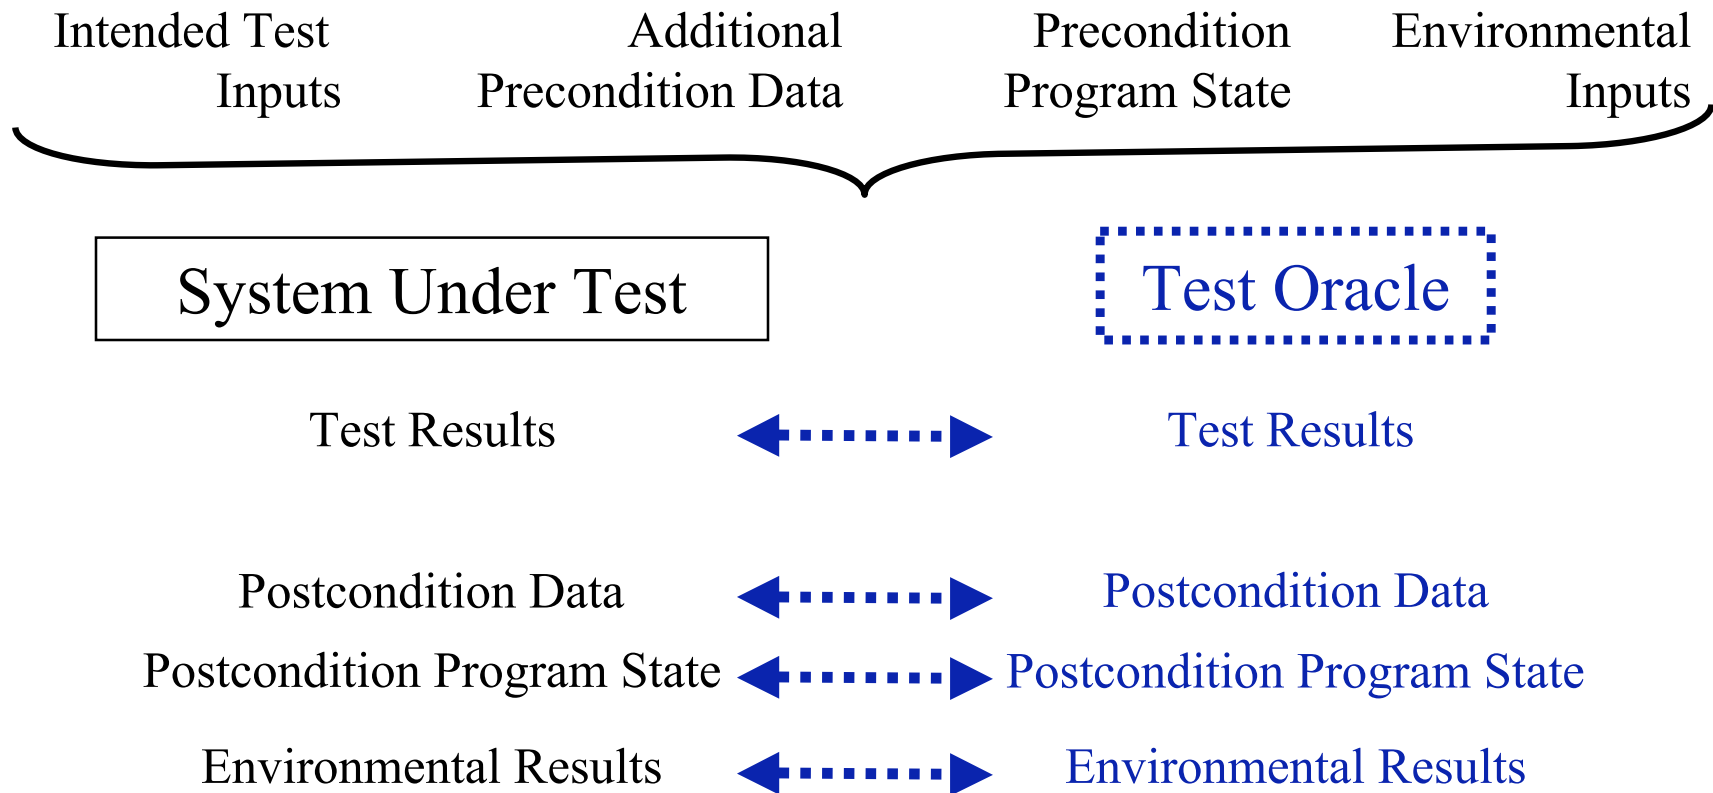 Intended Test
Inputs
Additional
Precondition Data
Precondition
Program State
Environmental
Inputs
System Under Test
Test Oracle
Test Results
Test Results
Postcondition Data
Postcondition Data
Postcondition Program State
Postcondition Program State
Environmental Results
Environmental Results